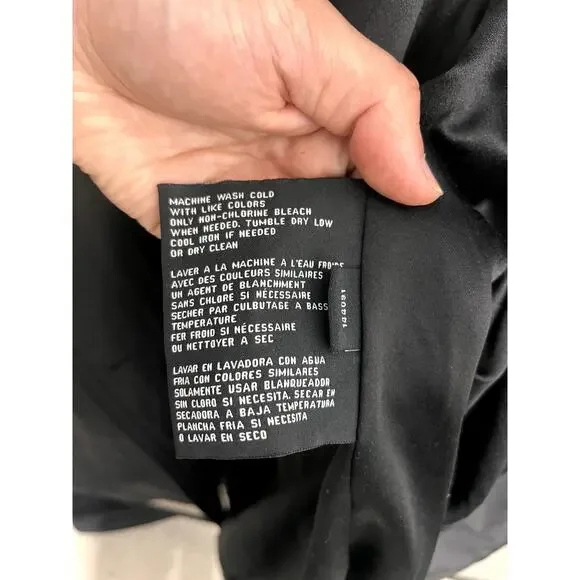 MACHINE WASH COLD
WITH LIKE COLORS
ONLY NON-CHLORINE BLEACH
WHEN NEEDED. TUMBLE DRY LOW
COOL IRON IF NEEDED
OR DRY CLEAN
LAVER A LA MACHINE A L'EAU FROIDE
AVEC DES COULEURS SIMILAIRES
UN AGENT DE BLANCHIMENT
SANS CHLORE SI NÉCESSAIRE
SECHER PAR CULBUTAGE A BASS
TEMPERATURE
FER FROID SI NÉCESSAIRE
OU NETTOYER A SEC
LAVAR EN LAVADORA CON AGUA
FRIA CON COLORES SIMILARES
SOLAMENTE USAR BLANQUEADOR
SIN CLORO SI NECESITA. SECAR EN
SECADORA A BAJA TEMPERATURA
PLANCHA FRIA SI NECESITA
O LAVAR EN SECO
144091